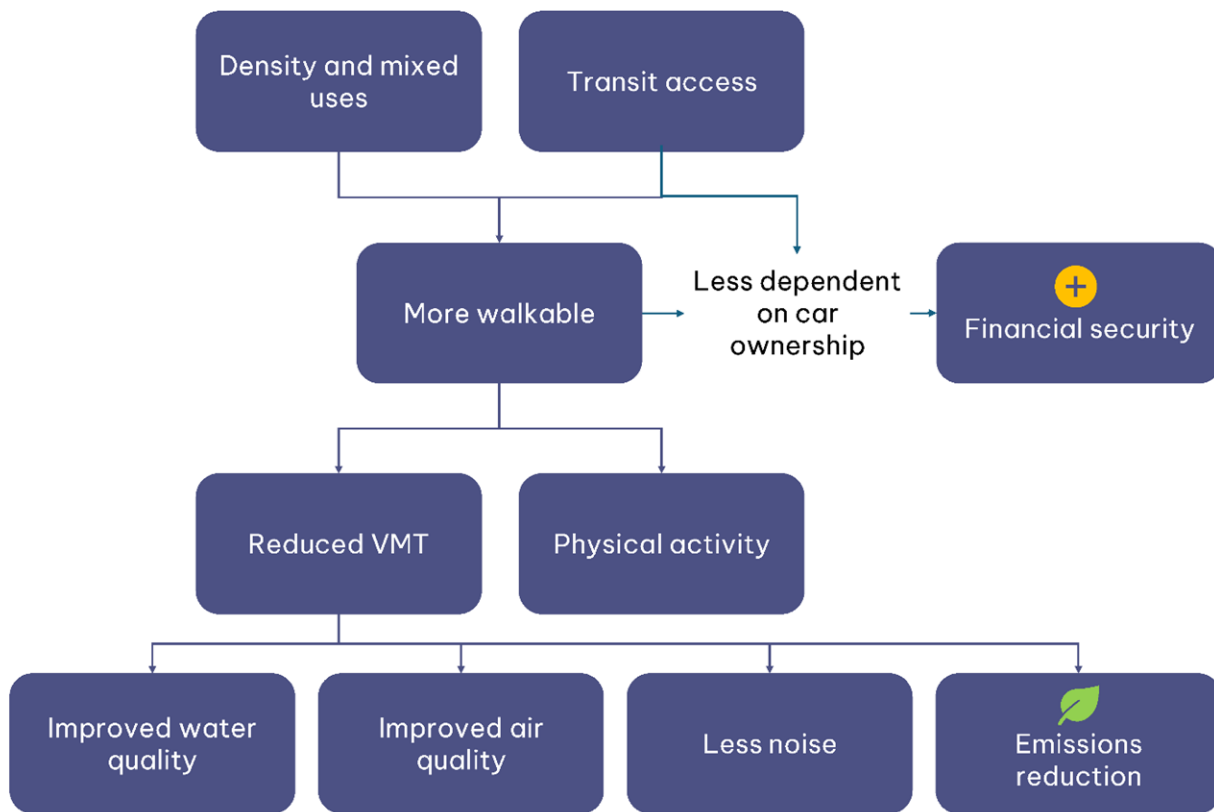 Density and mixed
uses
Transit access
More walkable
Less dependent
on car
ownership
Financial security
Reduced VMT
Physical activity
Improved water
quality
Improved air
quality
Less noise
Emissions
reduction